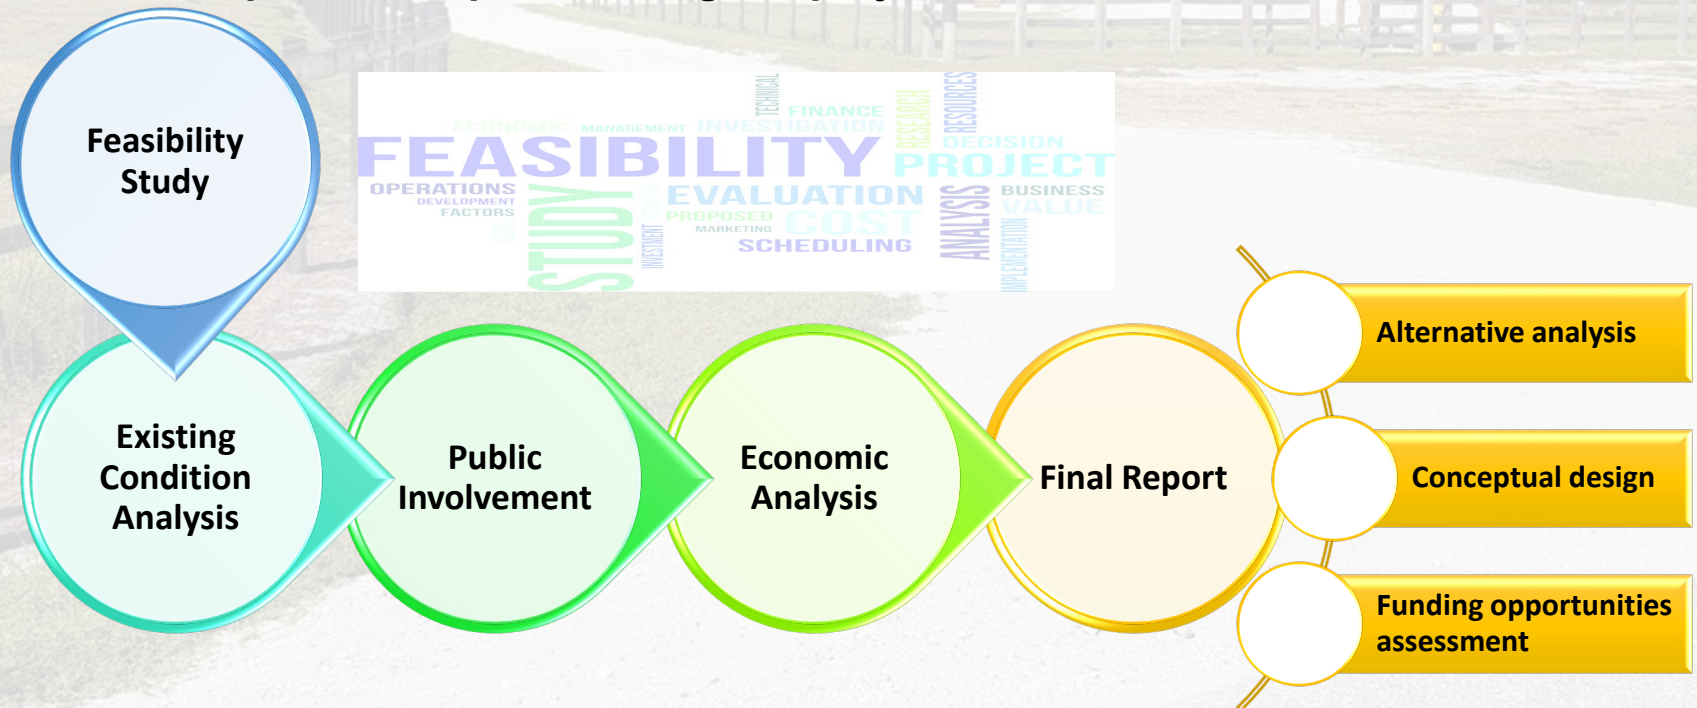 Feasibility
Study
TECHNICAL
FINANCE
RESEARCH
RESOURCES
ECONOMIC
MANAGEMENT
INVESTIGATION
FEASIBILITY
DECISION
PROJECT
OPERATIONS
DEVELOPMENT
FACTORS
STUDY
INVESTMENT
EVALUATION
PROPOSED
MARKETING
COST
SCHEDULING
ANALYSIS
BUSINESS
VALUE
IMPLEMENTATION
Existing
Condition
Analysis
Public
Involvement
Economic
Analysis
Final Report
Alternative analysis
Conceptual design
Funding opportunities
assessment